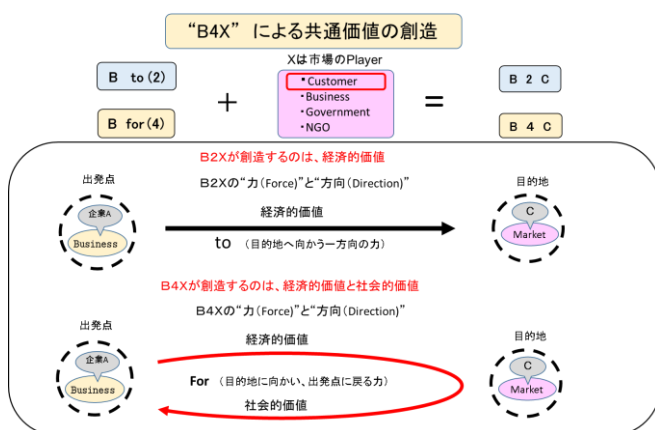 “B4X” による共通価値の創造
Xは市場のPlayer
B to(2)
B for(4)
+
・Customer
・Business
・Government
・NGO
=
B 2 C
B 4 C
B2Xが創造するのは、経済的価値
B2Xの“力(Force)”と“方向(Direction)”
出発点
企業A
Business
経済的価値
to （目的地へ向かう一方向の力）
目的地
C
Market
B4Xが創造するのは、経済的価値と社会的価値
B4Xの“力(Force)”と“方向(Direction)”
出発点
企業A
Business
経済的価値
For （目的地に向かい、出発点に戻る力）
社会的価値
目的地
C
Market